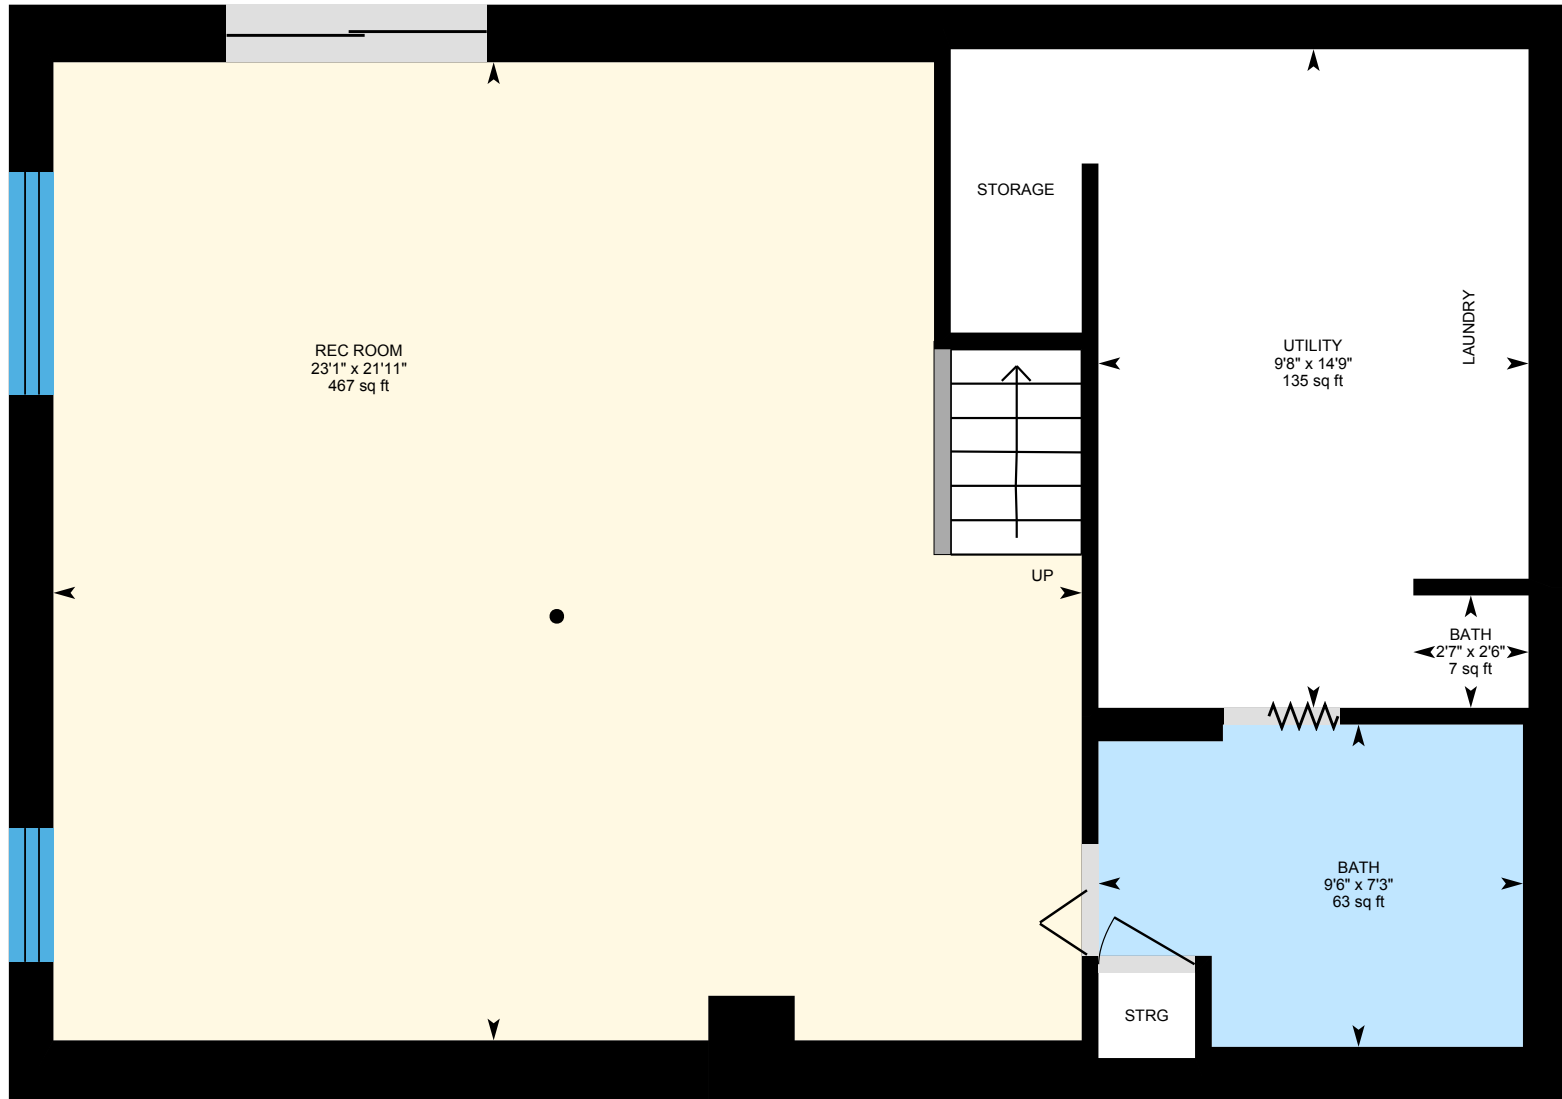 STORAGE
LAUNDRY
REC ROOM
23'1" x 21'11"
467 sq ft
UTILITY
9'8" x 14'9"
135 sq ft
UP
BATH
2'7" x 2'6"
7 sq ft
BATH
9'6" x 7'3"
63 sq ft
STRG